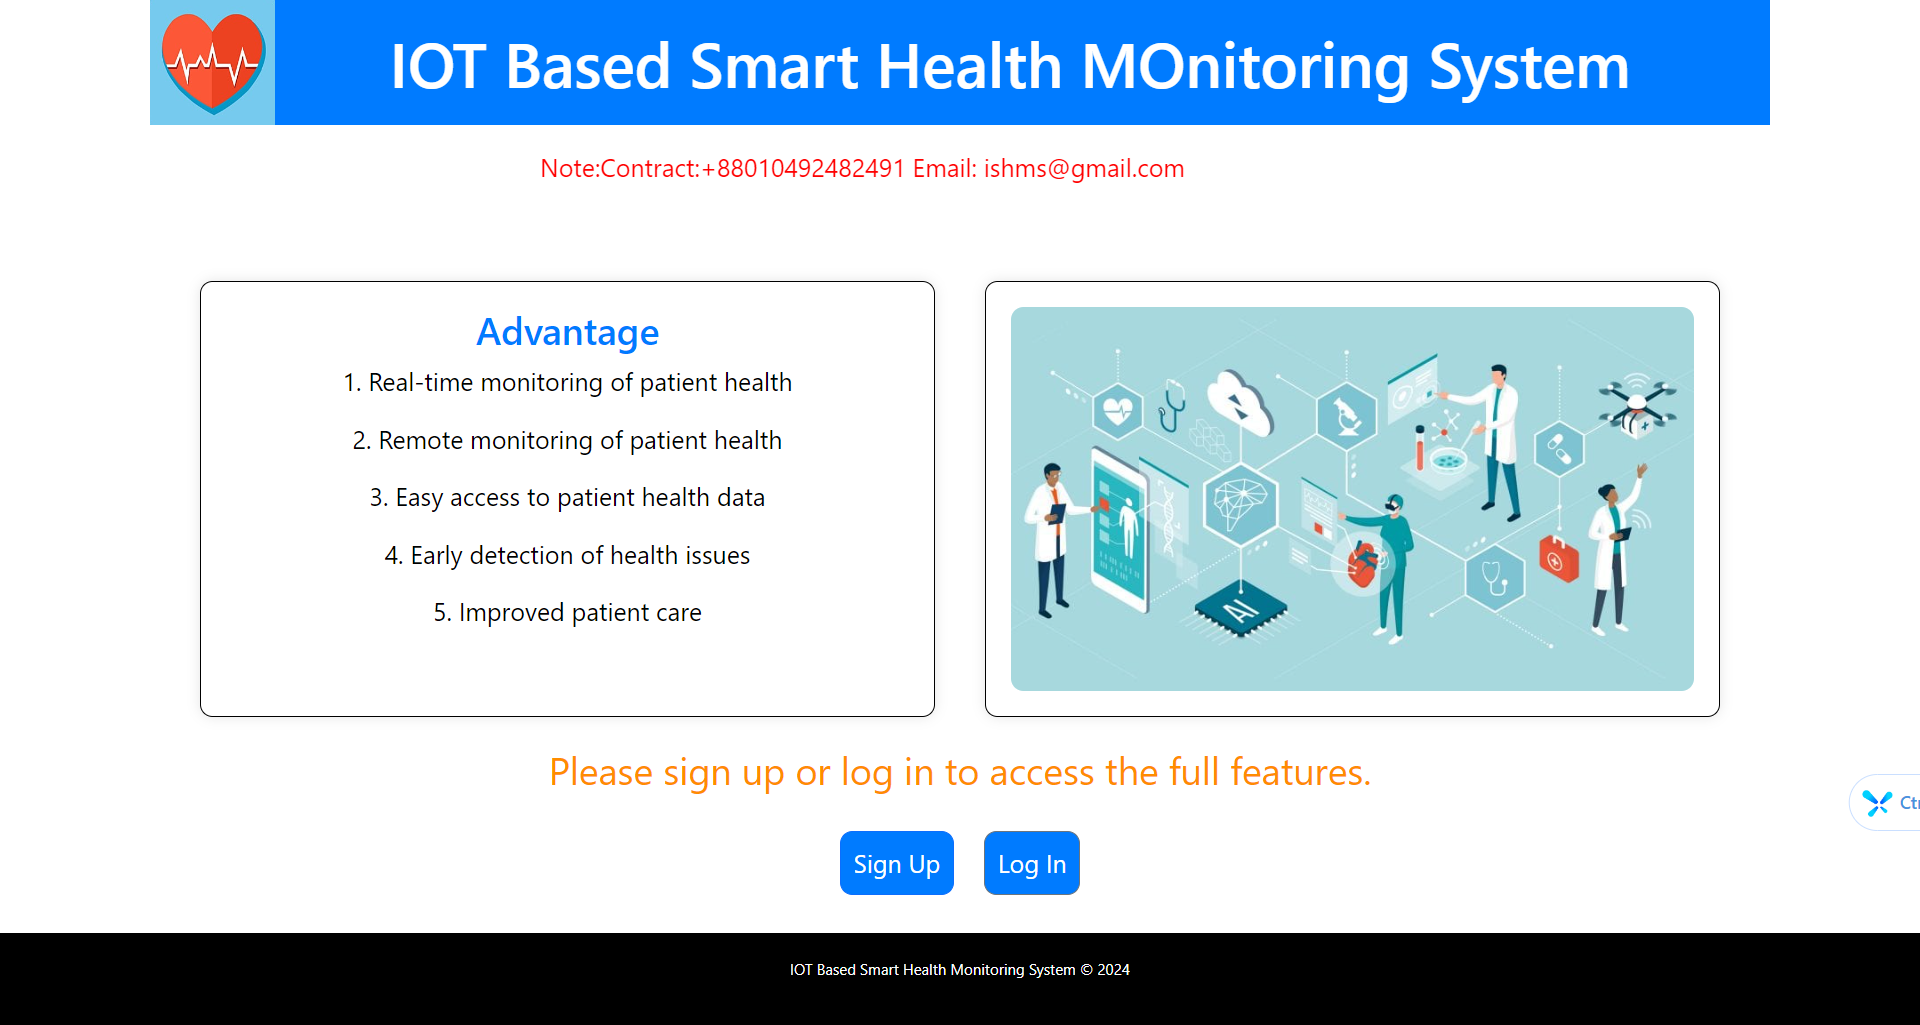 IOT Based Smart Health MOnitoring System
Note:Contract:+88010492482491 Email: ishms@gmail.com
Advantage
1. Real-time monitoring of patient health
2. Remote monitoring of patient health
3. Easy access to patient health data
4. Early detection of health issues
5. Improved patient care
AI
Please sign up or log in to access the full features.
Sign Up
Log In
IOT Based Smart Health Monitoring System © 2024